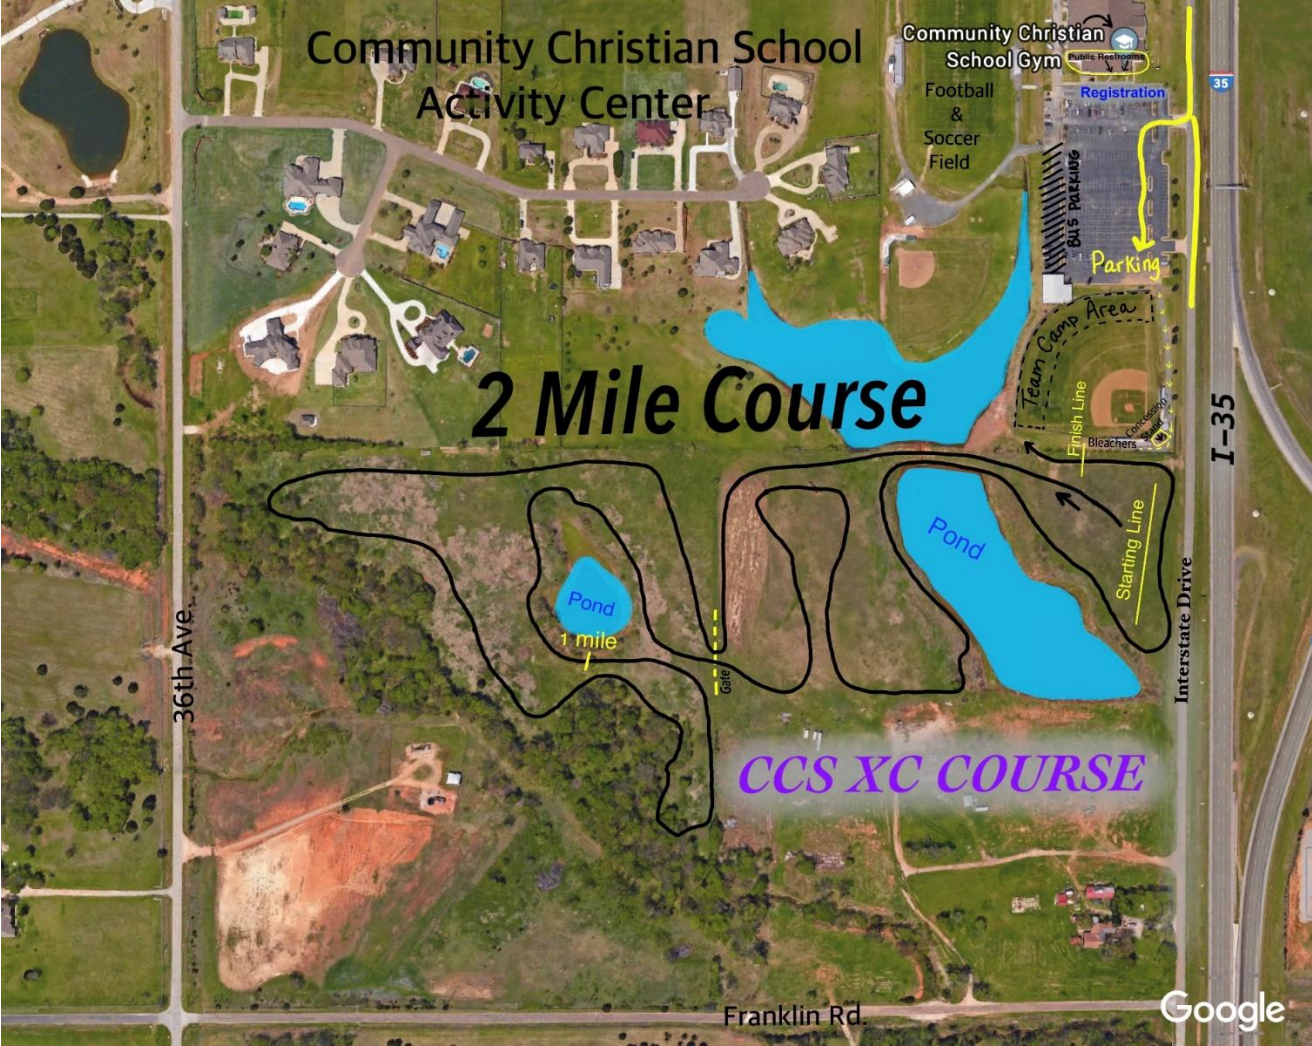 Community Christian School
Activity Center
Community Christian
School Gym
Public Restrooms
Registration
35
Football
&
Soccer
Field
BUS PARKING
Parking
Team Camp Area
2 Mile Course
Finish Line
Bleachers
Concession
Stand
I-35
Pond
Starting Line
Pond
1 mile
Gate
Interstate Drive
36th Ave.
CCS XC COURSE
Franklin Rd.
Google